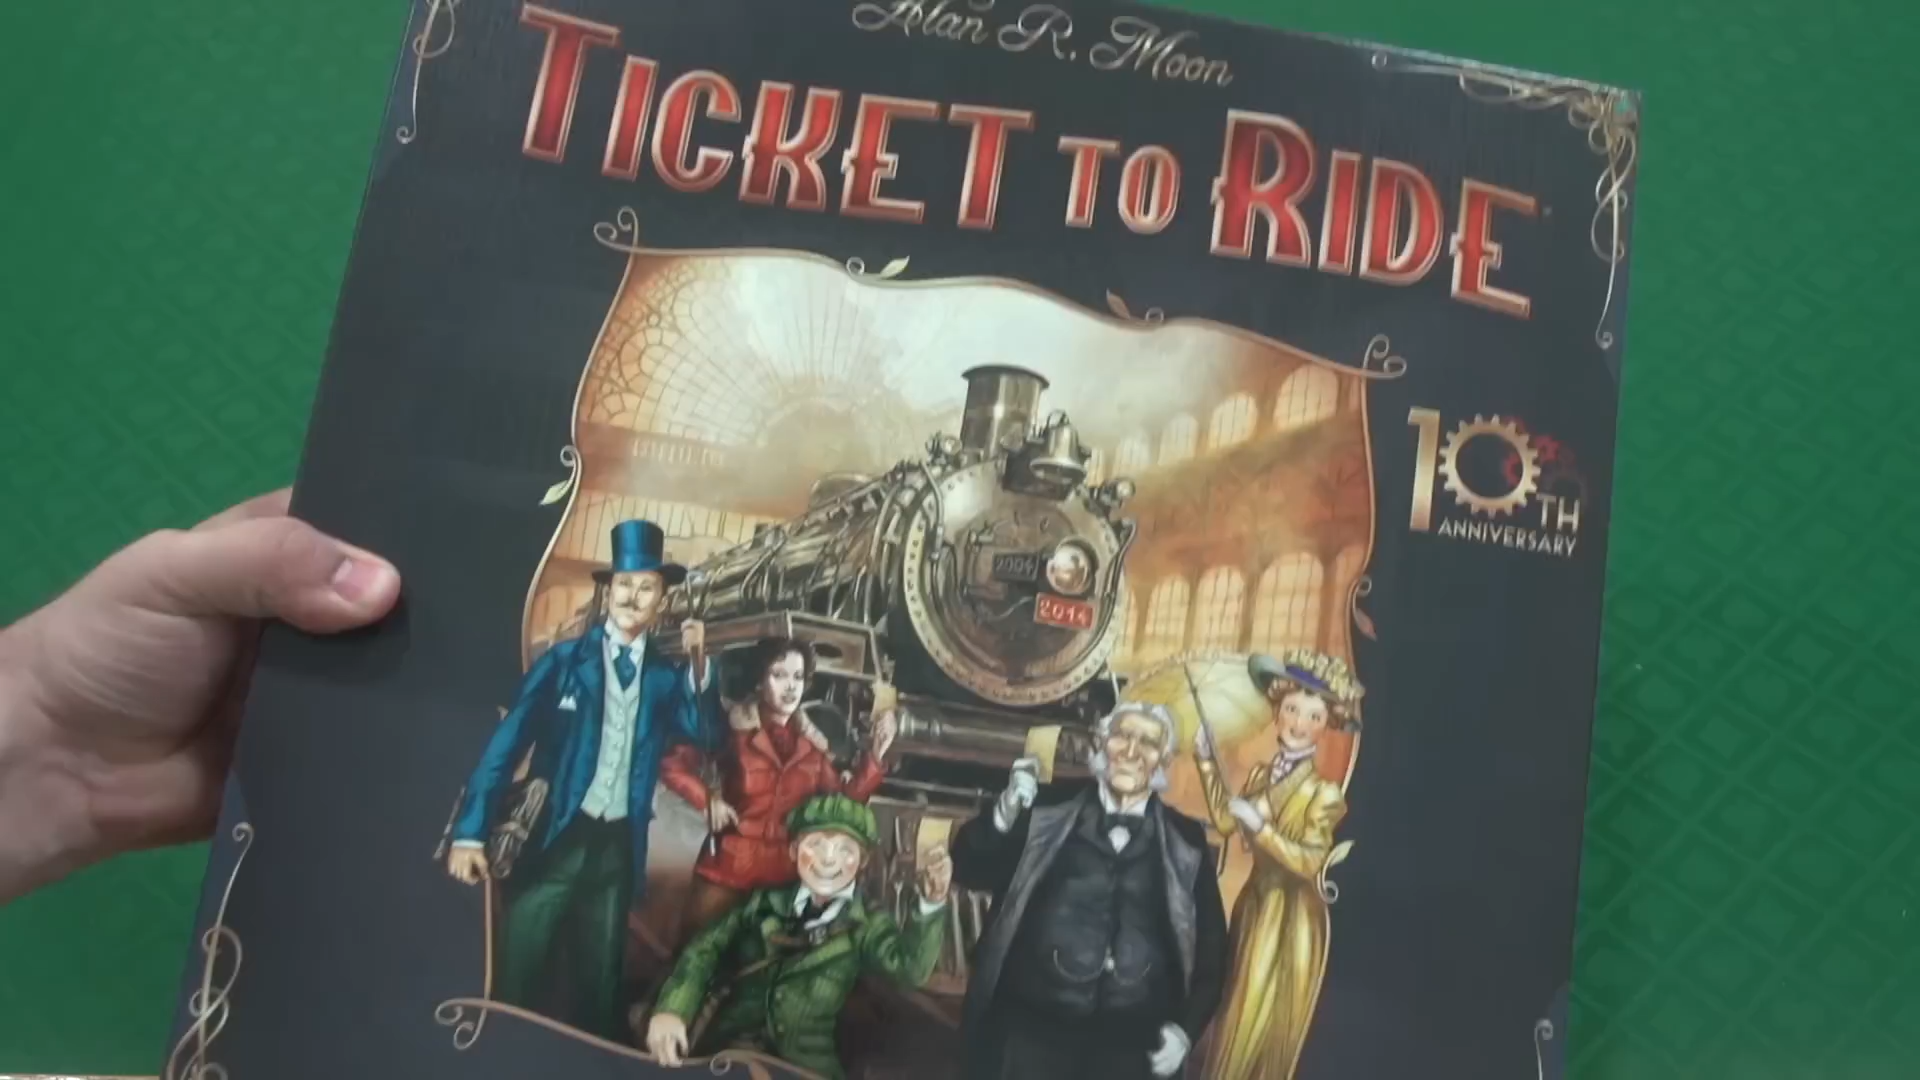 Alan R. Moon
TICKET TO RIDE
10TH
ANNIVERSARY
2004
2014